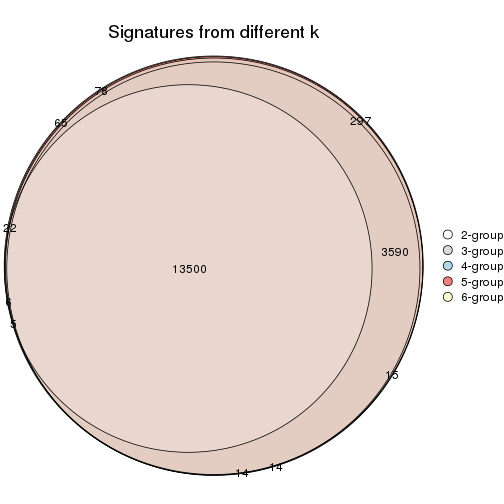 Signatures from different k
78
65
297
22
3590
13500
6
5
15
14
14
2-group
3-group
4-group
5-group
6-group